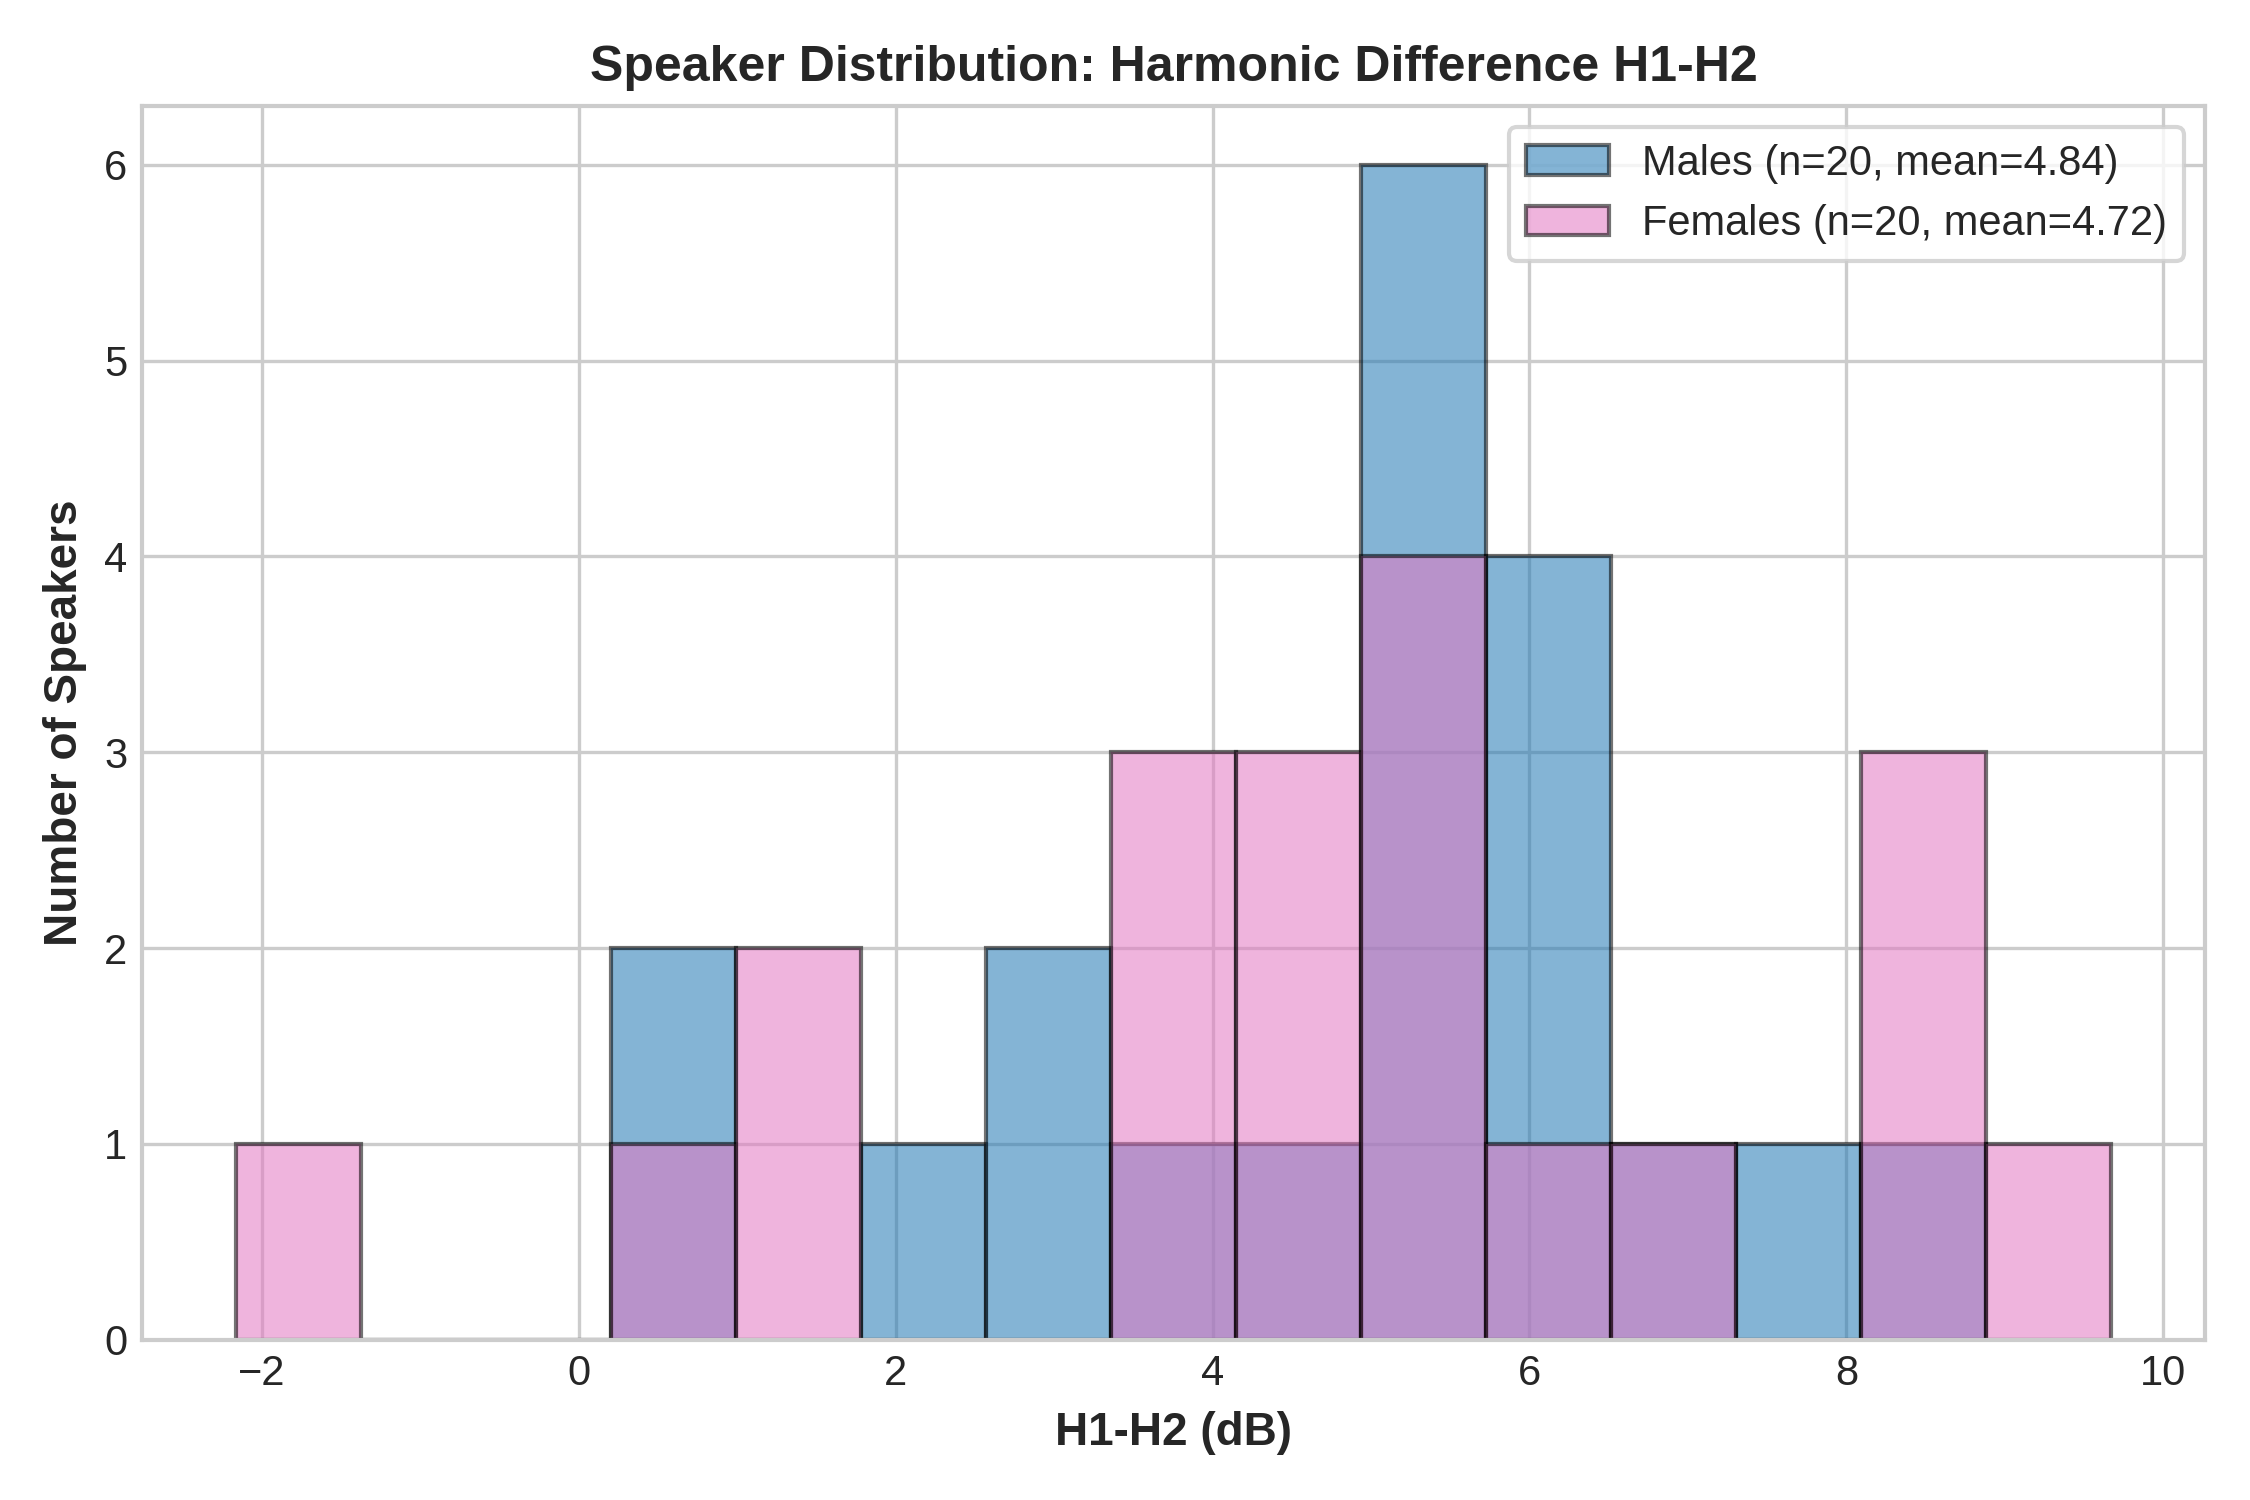 Speaker Distribution: Harmonic Difference H1-H2
Males (n=20, mean=4.84)
Females (n=20, mean=4.72)
Number of Speakers
6
5
4
3
2
1
0
−2 0 2 4 6 8 10
H1-H2 (dB)